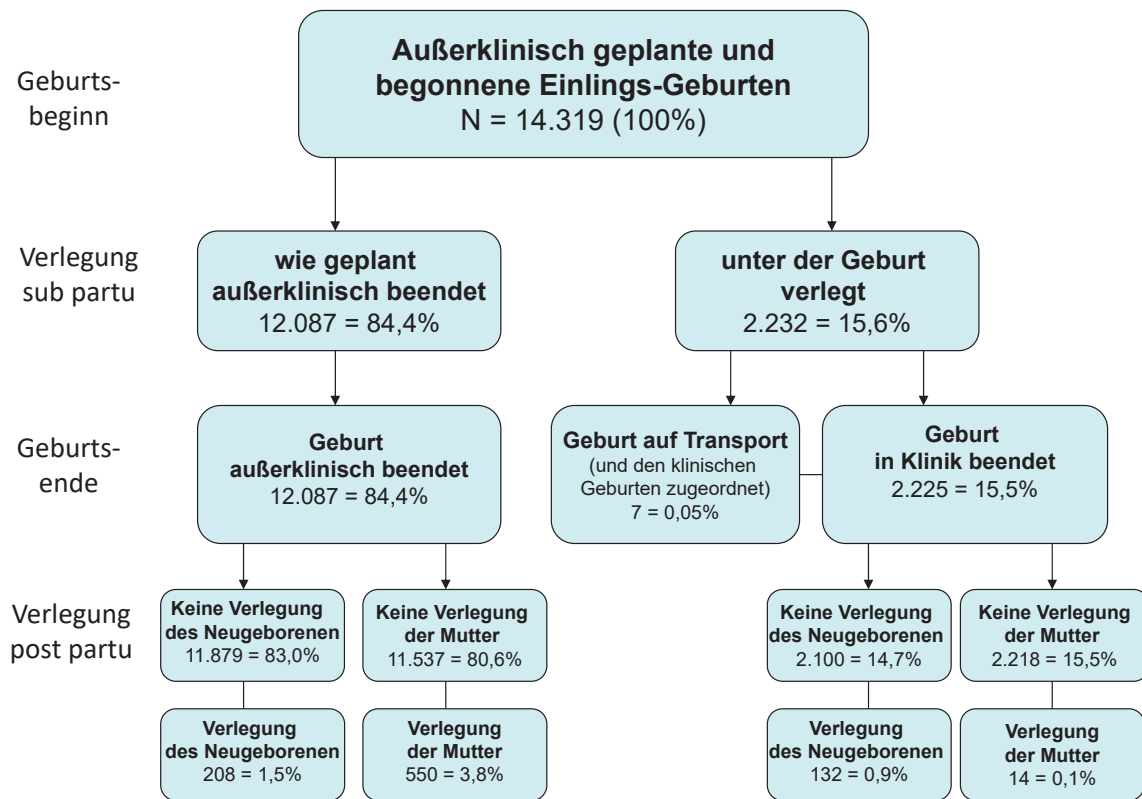 Geburts-
beginn
Außerklinisch geplante und
begonnene Einlings-Geburten
N = 14.319 (100%)
Verlegung
sub partu
wie geplant
außerklinisch beendet
12.087 = 84,4%
unter der Geburt
verlegt
2.232 = 15,6%
Geburts-
ende
Geburt
außerklinisch beendet
12.087 = 84,4%
Geburt auf Transport
(und den klinischen
Geburten zugeordnet)
7 = 0,05%
Geburt
in Klinik beendet
2.225 = 15,5%
Verlegung
post partu
Keine Verlegung
des Neugeborenen
11.879 = 83,0%
Keine Verlegung
der Mutter
11.537 = 80,6%
Keine Verlegung
des Neugeborenen
2.100 = 14,7%
Keine Verlegung
der Mutter
2.218 = 15,5%
Verlegung
des Neugeborenen
208 = 1,5%
Verlegung
der Mutter
550 = 3,8%
Verlegung
des Neugeborenen
132 = 0,9%
Verlegung
der Mutter
14 = 0,1%